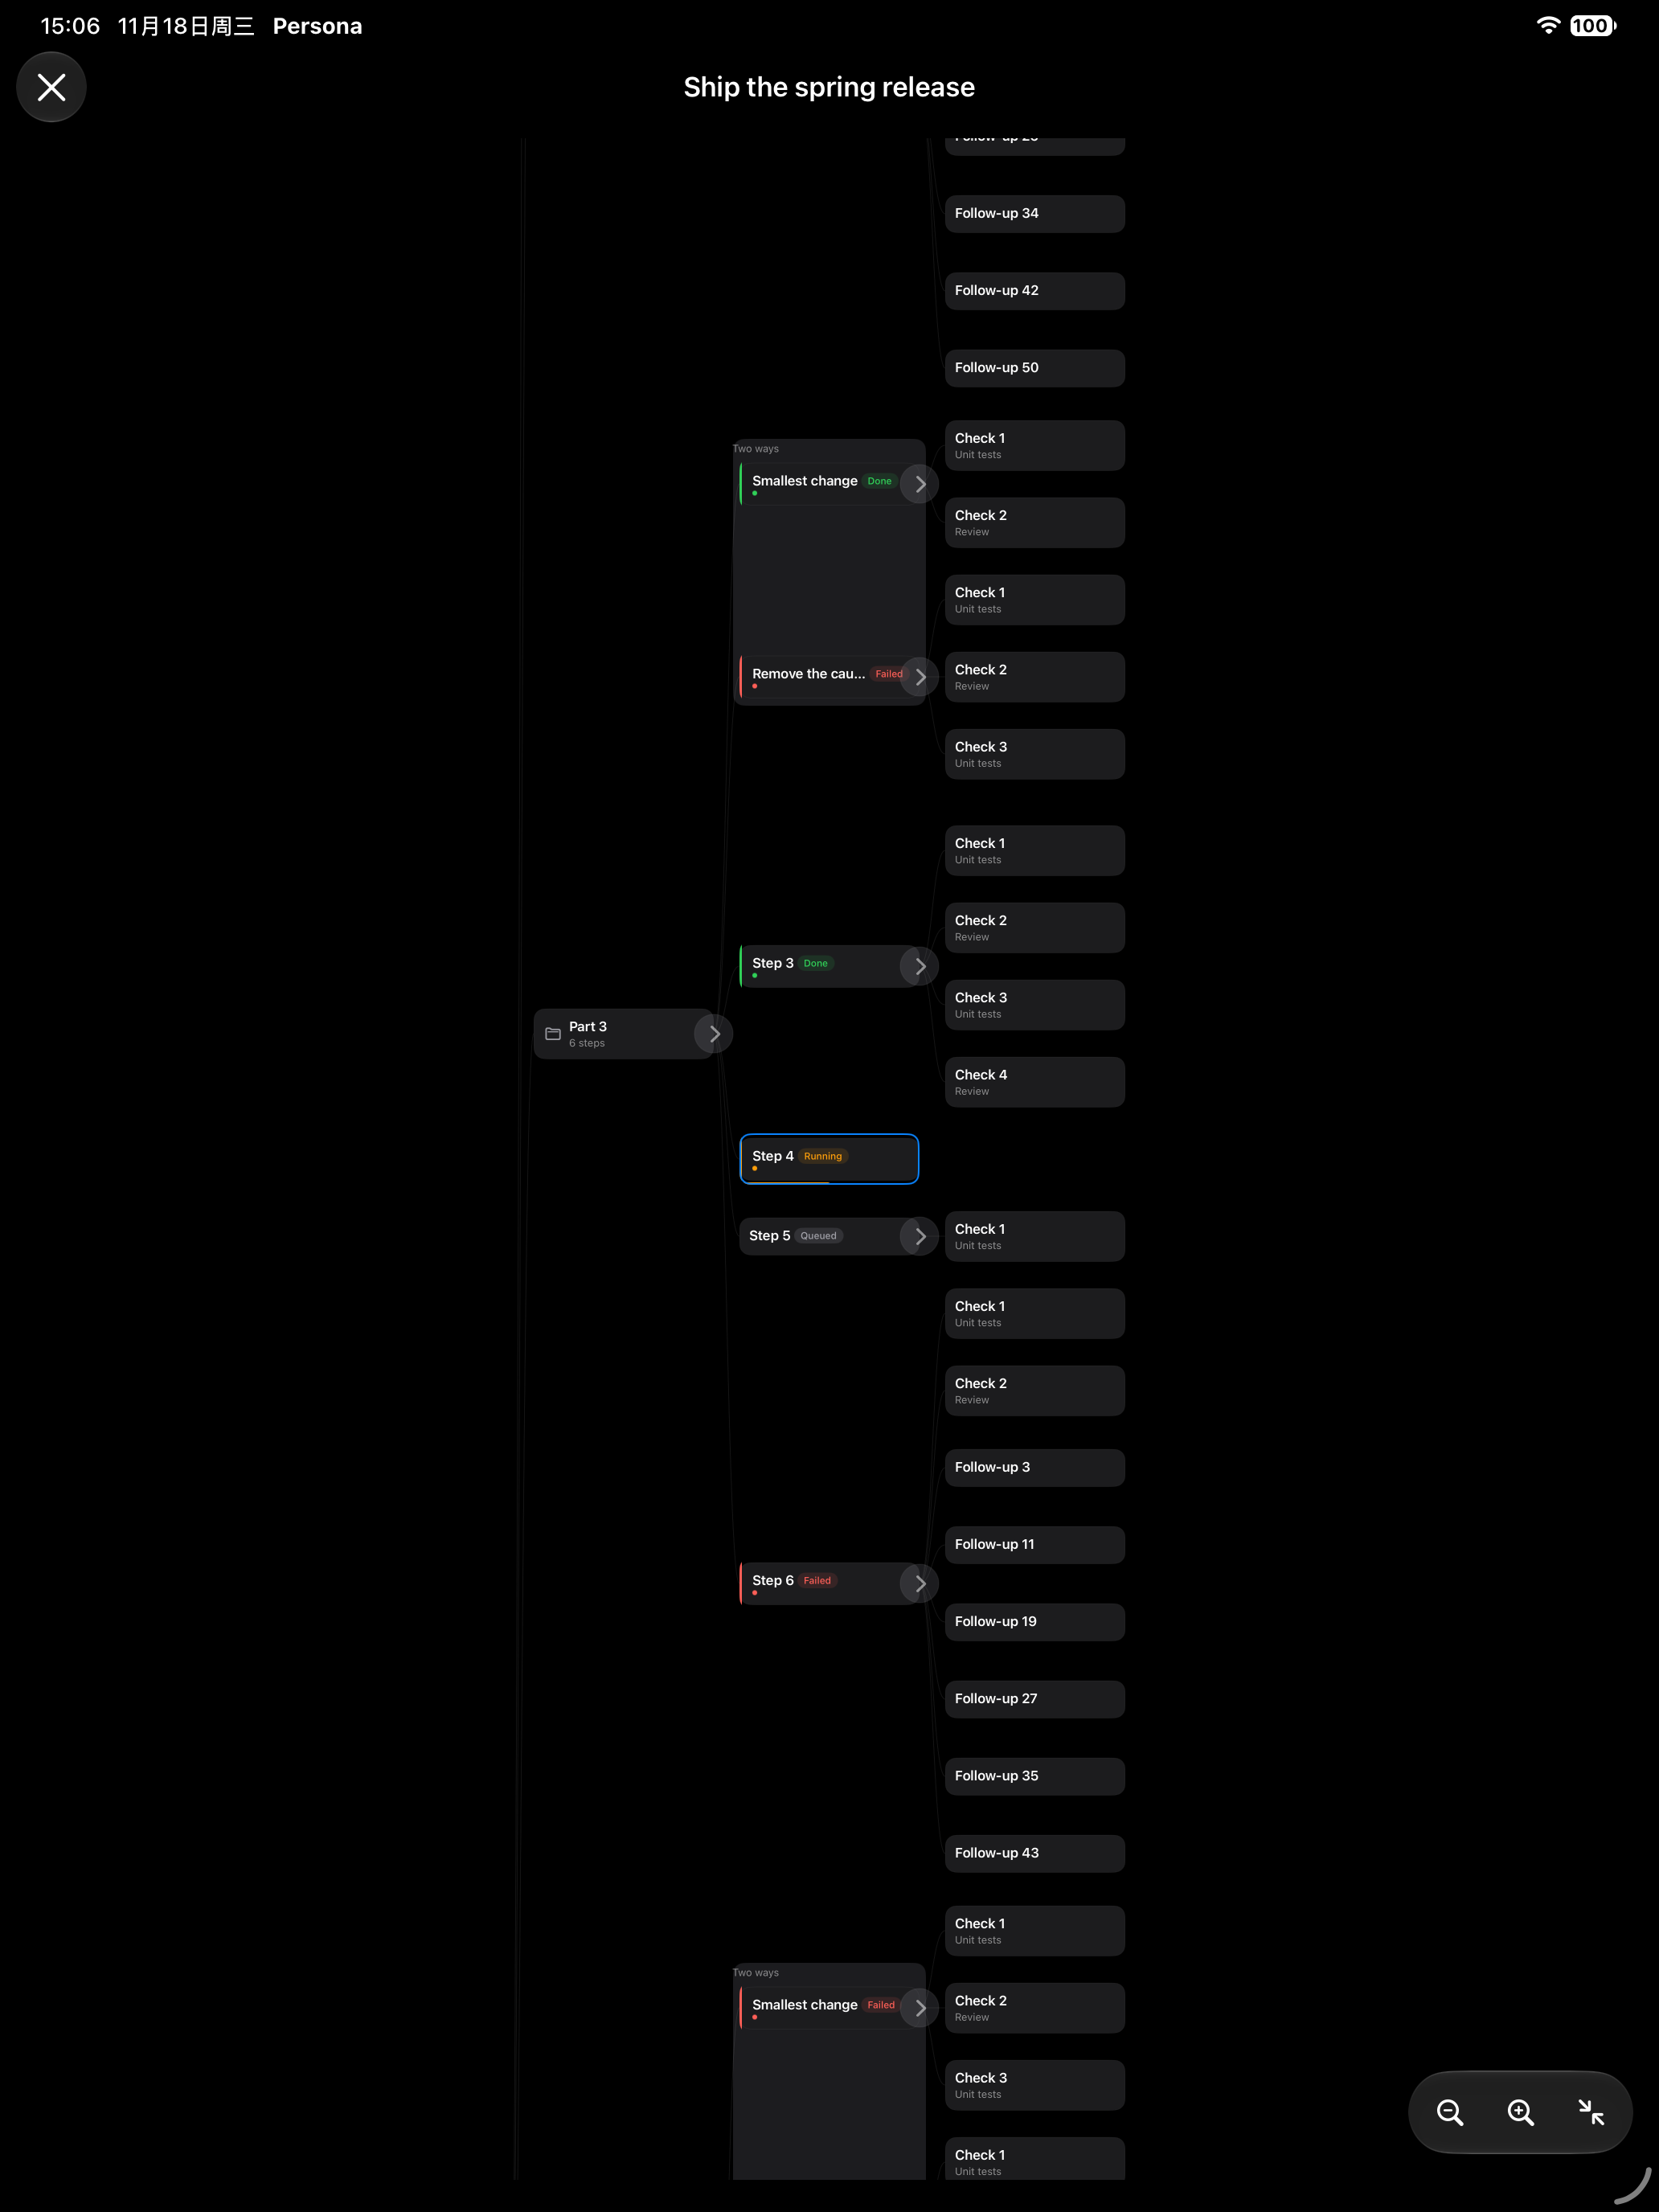 15:06 11月18日周三 Persona
100
Ship the spring release
Follow-up 34
Follow-up 42
Follow-up 50
Two ways
Smallest change Done
Check 1
Unit tests
Check 2
Review
Check 1
Unit tests
Remove the cau... Failed
Check 2
Review
Check 3
Unit tests
Check 1
Unit tests
Check 2
Review
Step 3 Done
Check 3
Unit tests
Part 3
6 steps
Check 4
Review
Step 4 Running
Step 5 Queued
Check 1
Unit tests
Check 1
Unit tests
Check 2
Review
Follow-up 3
Follow-up 11
Step 6 Failed
Follow-up 19
Follow-up 27
Follow-up 35
Follow-up 43
Check 1
Unit tests
Two ways
Smallest change Failed
Check 2
Review
Check 3
Unit tests
Check 1
Unit tests